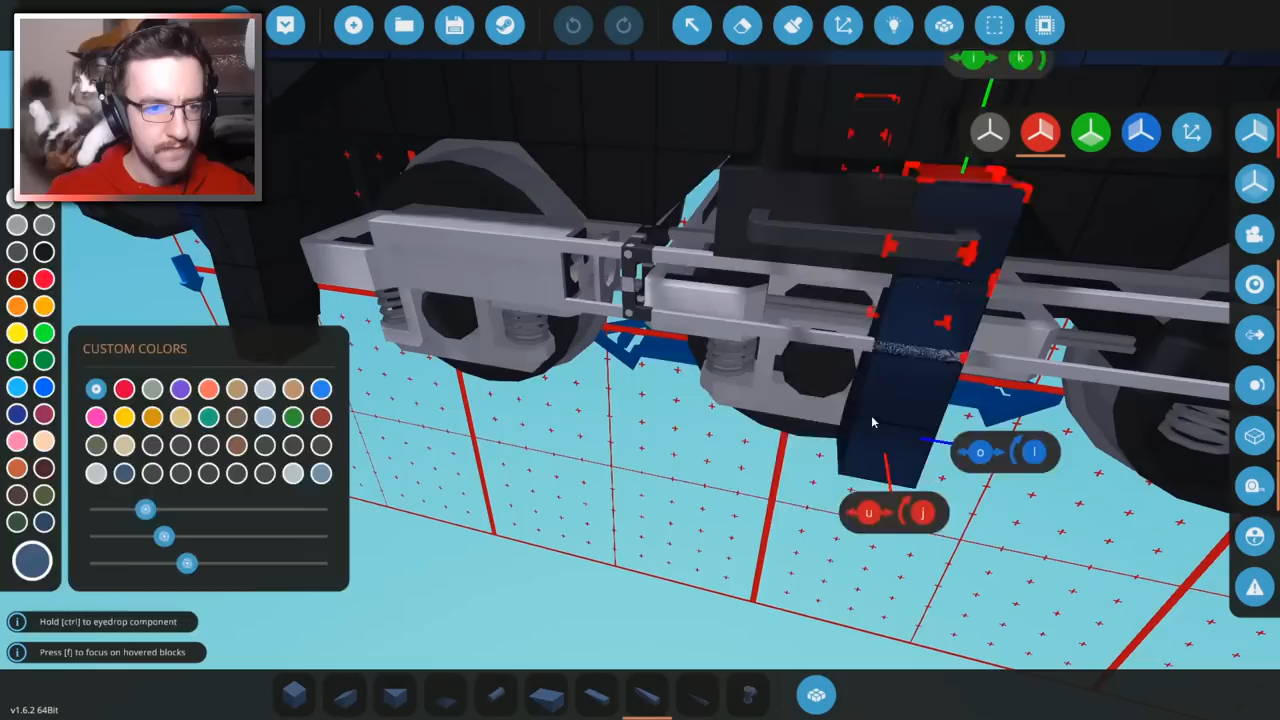 i k
CUSTOM COLORS
o l
u j
Hold [ctrl] to eyedrop component
Press [f] to focus on hovered blocks
v1.6.2 64Bit